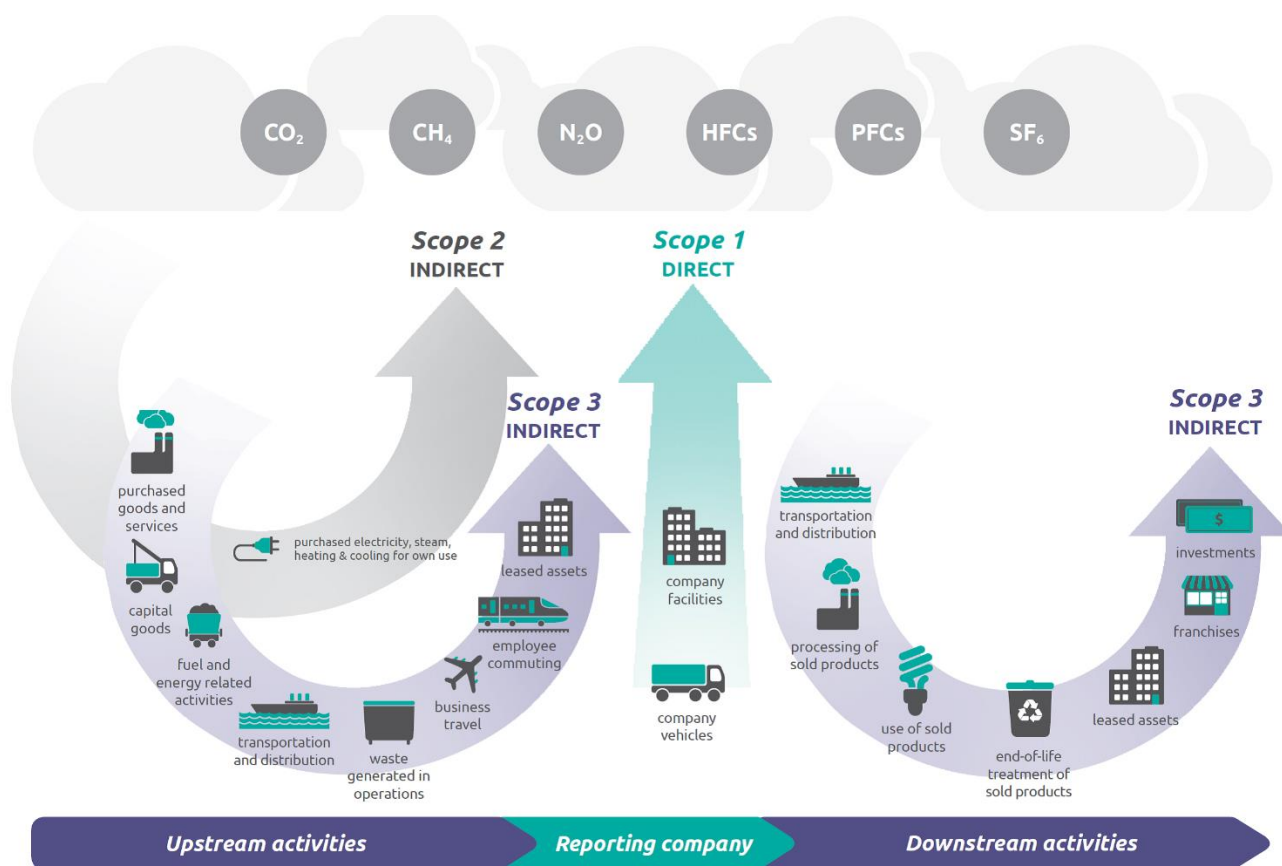 CO₂
CH₄
N₂O
HFCs
PFCs
SF₆
Scope 2
INDIRECT
Scope 1
DIRECT
Scope 3
INDIRECT
purchased
goods and
services
capital
goods
fuel and
energy related
activities
purchased electricity, steam,
heating & cooling for own use
transportation
and distribution
waste
generated in
operations
business
travel
employee
commuting
leased assets
company
facilities
company
vehicles
Scope 3
INDIRECT
transportation
and distribution
processing of
sold products
use of sold
products
end-of-life
treatment of
sold products
leased assets
franchises
$
investments
Upstream activities
Reporting company
Downstream activities